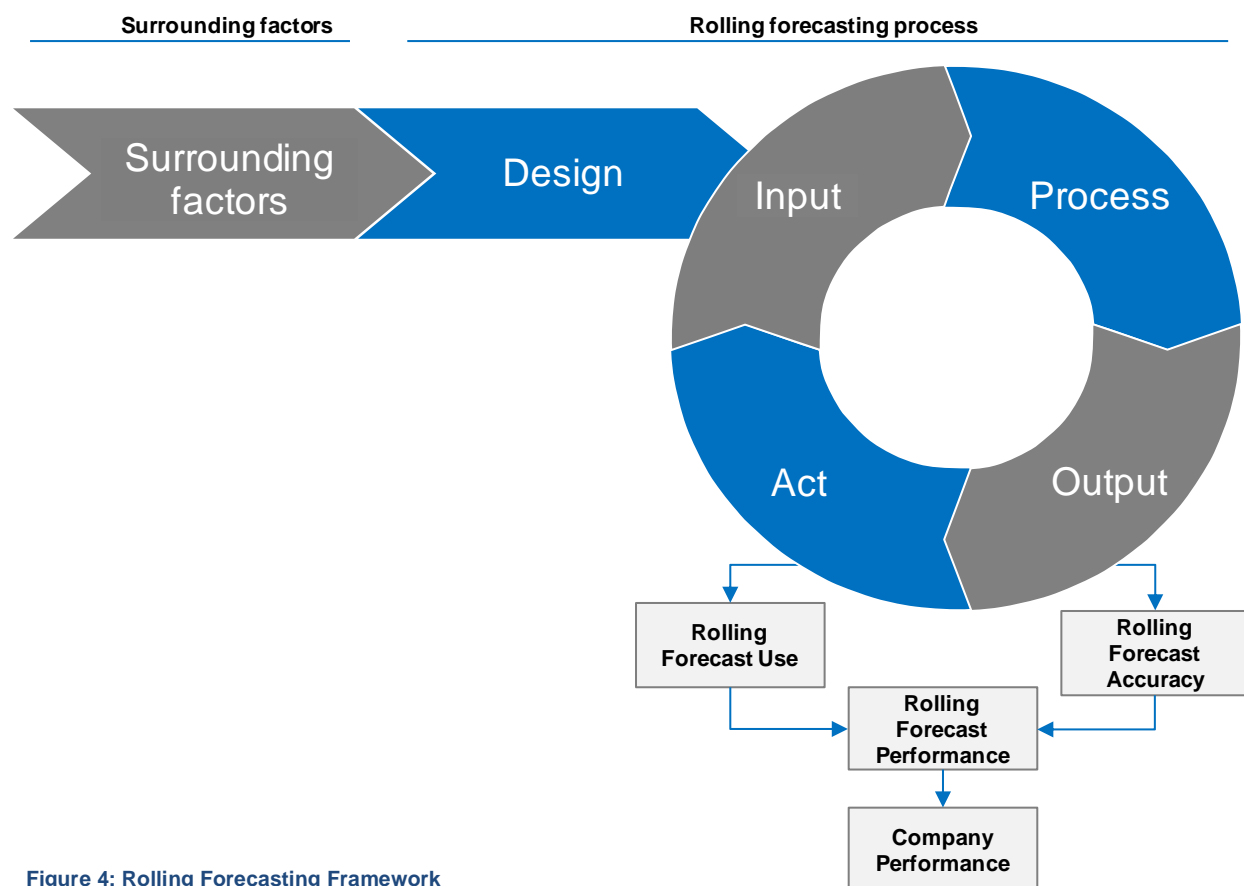 Surrounding factors
Rolling forecasting process
Surrounding
factors
Design
Input
Process
Act
Output
Rolling
Forecast Use
Rolling
Forecast
Accuracy
Rolling
Forecast
Performance
Company
Performance
Figure 4: Rolling Forecasting Framework